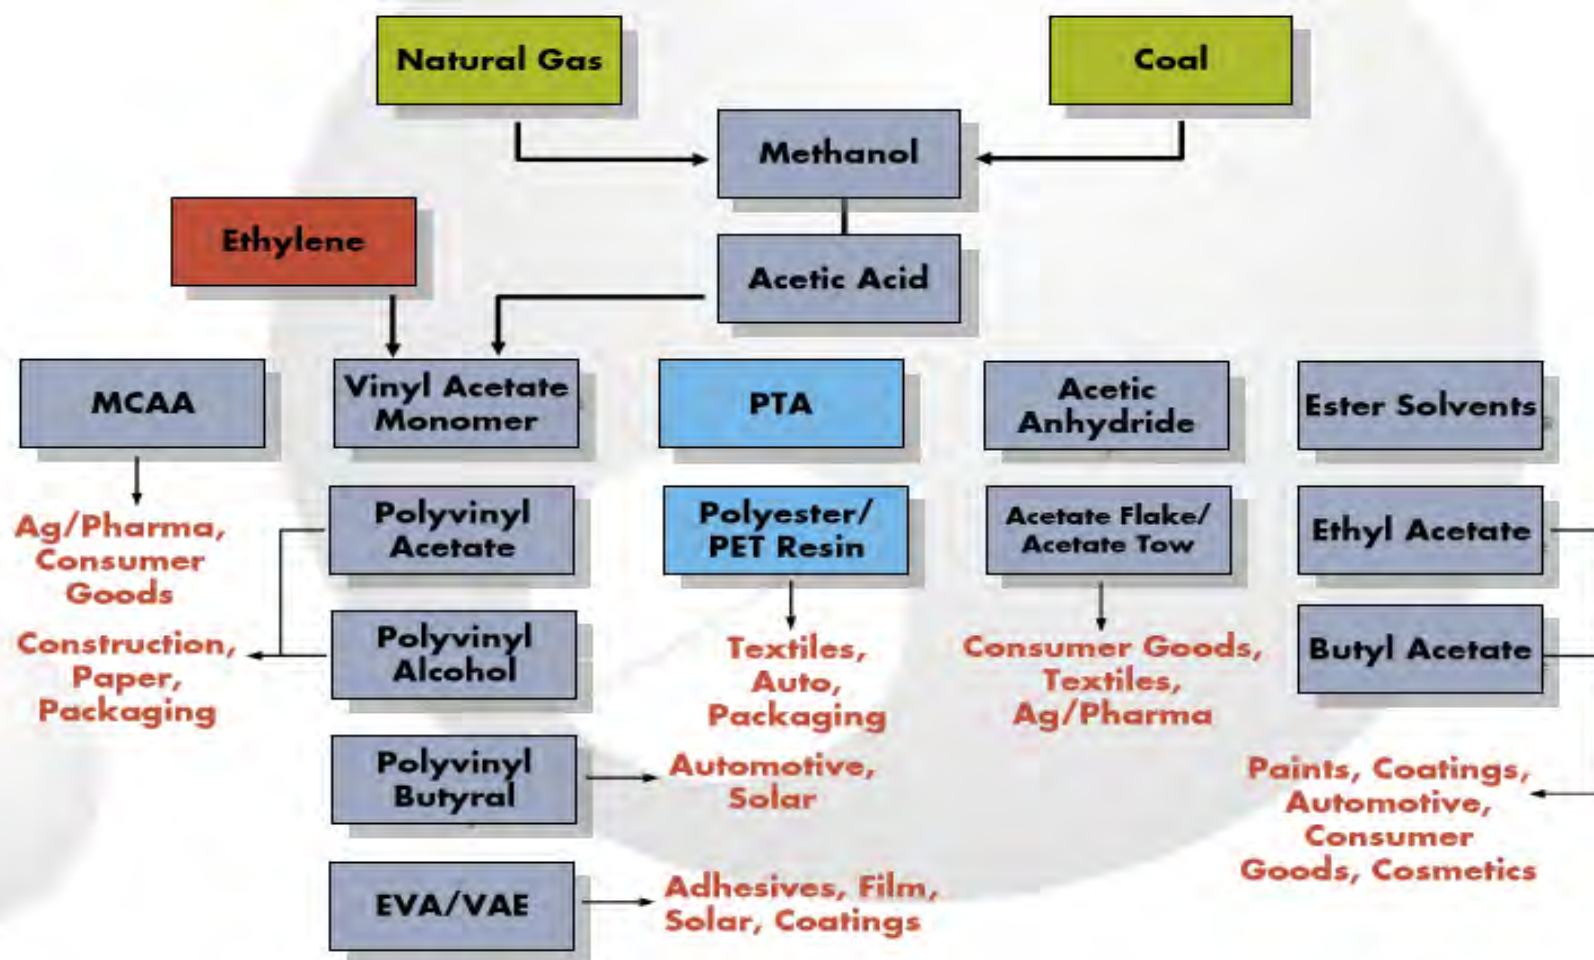 Natural Gas
Coal
Methanol
Ethylene
Acetic Acid
MCAA
Vinyl Acetate
Monomer
PTA
Acetic
Anhydride
Ester Solvents
Ag/Pharma,
Consumer
Goods
Polyvinyl
Acetate
Polyester/
PET Resin
Acetate Flake/
Acetate Tow
Ethyl Acetate
Construction,
Paper,
Packaging
Polyvinyl
Alcohol
Textiles,
Auto,
Packaging
Consumer Goods,
Textiles,
Ag/Pharma
Butyl Acetate
Polyvinyl
Butyral
Automotive,
Solar
Paints, Coatings,
Automotive,
Consumer
Goods, Cosmetics
EVA/VAE
Adhesives, Film,
Solar, Coatings